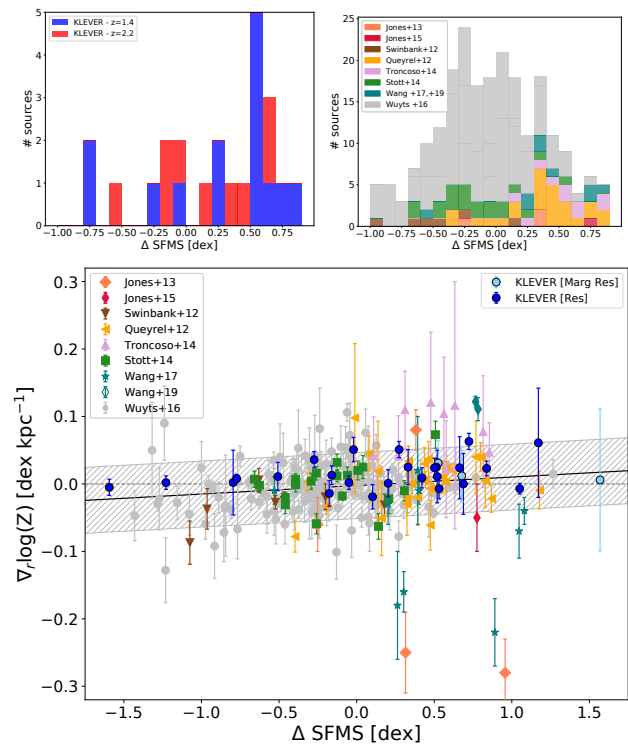 KLEVER - z=1.4
KLEVER - z=2.2
# sources
5
4
3
2
1
0
-1.00 -0.75 -0.50 -0.25 0.00 0.25 0.50 0.75
Δ SFMS [dex]
Jones+13
Jones+15
Swinbank+12
Queyrel+12
Troncoso+14
Stott+14
Wang +17,+19
Wuyts +16
# sources
25
20
15
10
5
0
-1.00 -0.75 -0.50 -0.25 0.00 0.25 0.50 0.75
Δ SFMS [dex]
Jones+13
Jones+15
Swinbank+12
Queyrel+12
Troncoso+14
Stott+14
Wang+17
Wang+19
Wuyts+16
KLEVER [Marg Res]
KLEVER [Res]
∇rlog(Z) [dex kpc⁻¹]
0.3
0.2
0.1
0.0
−0.1
−0.2
−0.3
−1.5 −1.0 −0.5 0.0 0.5 1.0 1.5
Δ SFMS [dex]